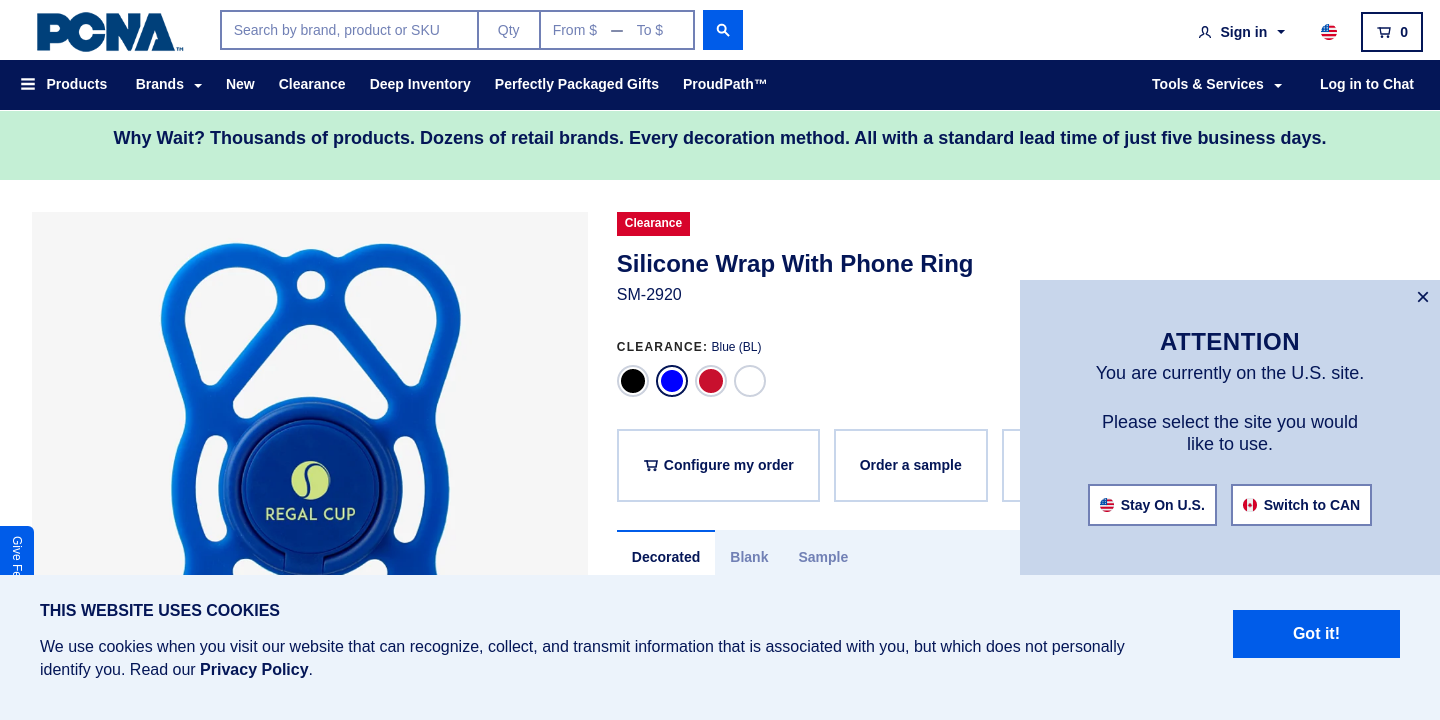 PCNA™
Search by brand, product or SKU
Qty
From $
To $
Sign in
0
Products
Brands
New
Clearance
Deep Inventory
Perfectly Packaged Gifts
ProudPath™
Tools & Services
Log in to Chat
Why Wait? Thousands of products. Dozens of retail brands. Every decoration method. All with a standard lead time of just five business days.
REGAL CUP
Clearance
Silicone Wrap With Phone Ring
SM-2920
CLEARANCE: Blue (BL)
Configure my order
Order a sample
Decorated
Blank
Sample
ATTENTION
You are currently on the U.S. site.
Please select the site you would
like to use.
Stay On U.S.
Switch to CAN
Give
THIS WEBSITE USES COOKIES
We use cookies when you visit our website that can recognize, collect, and transmit information that is associated with you, but which does not personally
identify you. Read our Privacy Policy.
Got it!